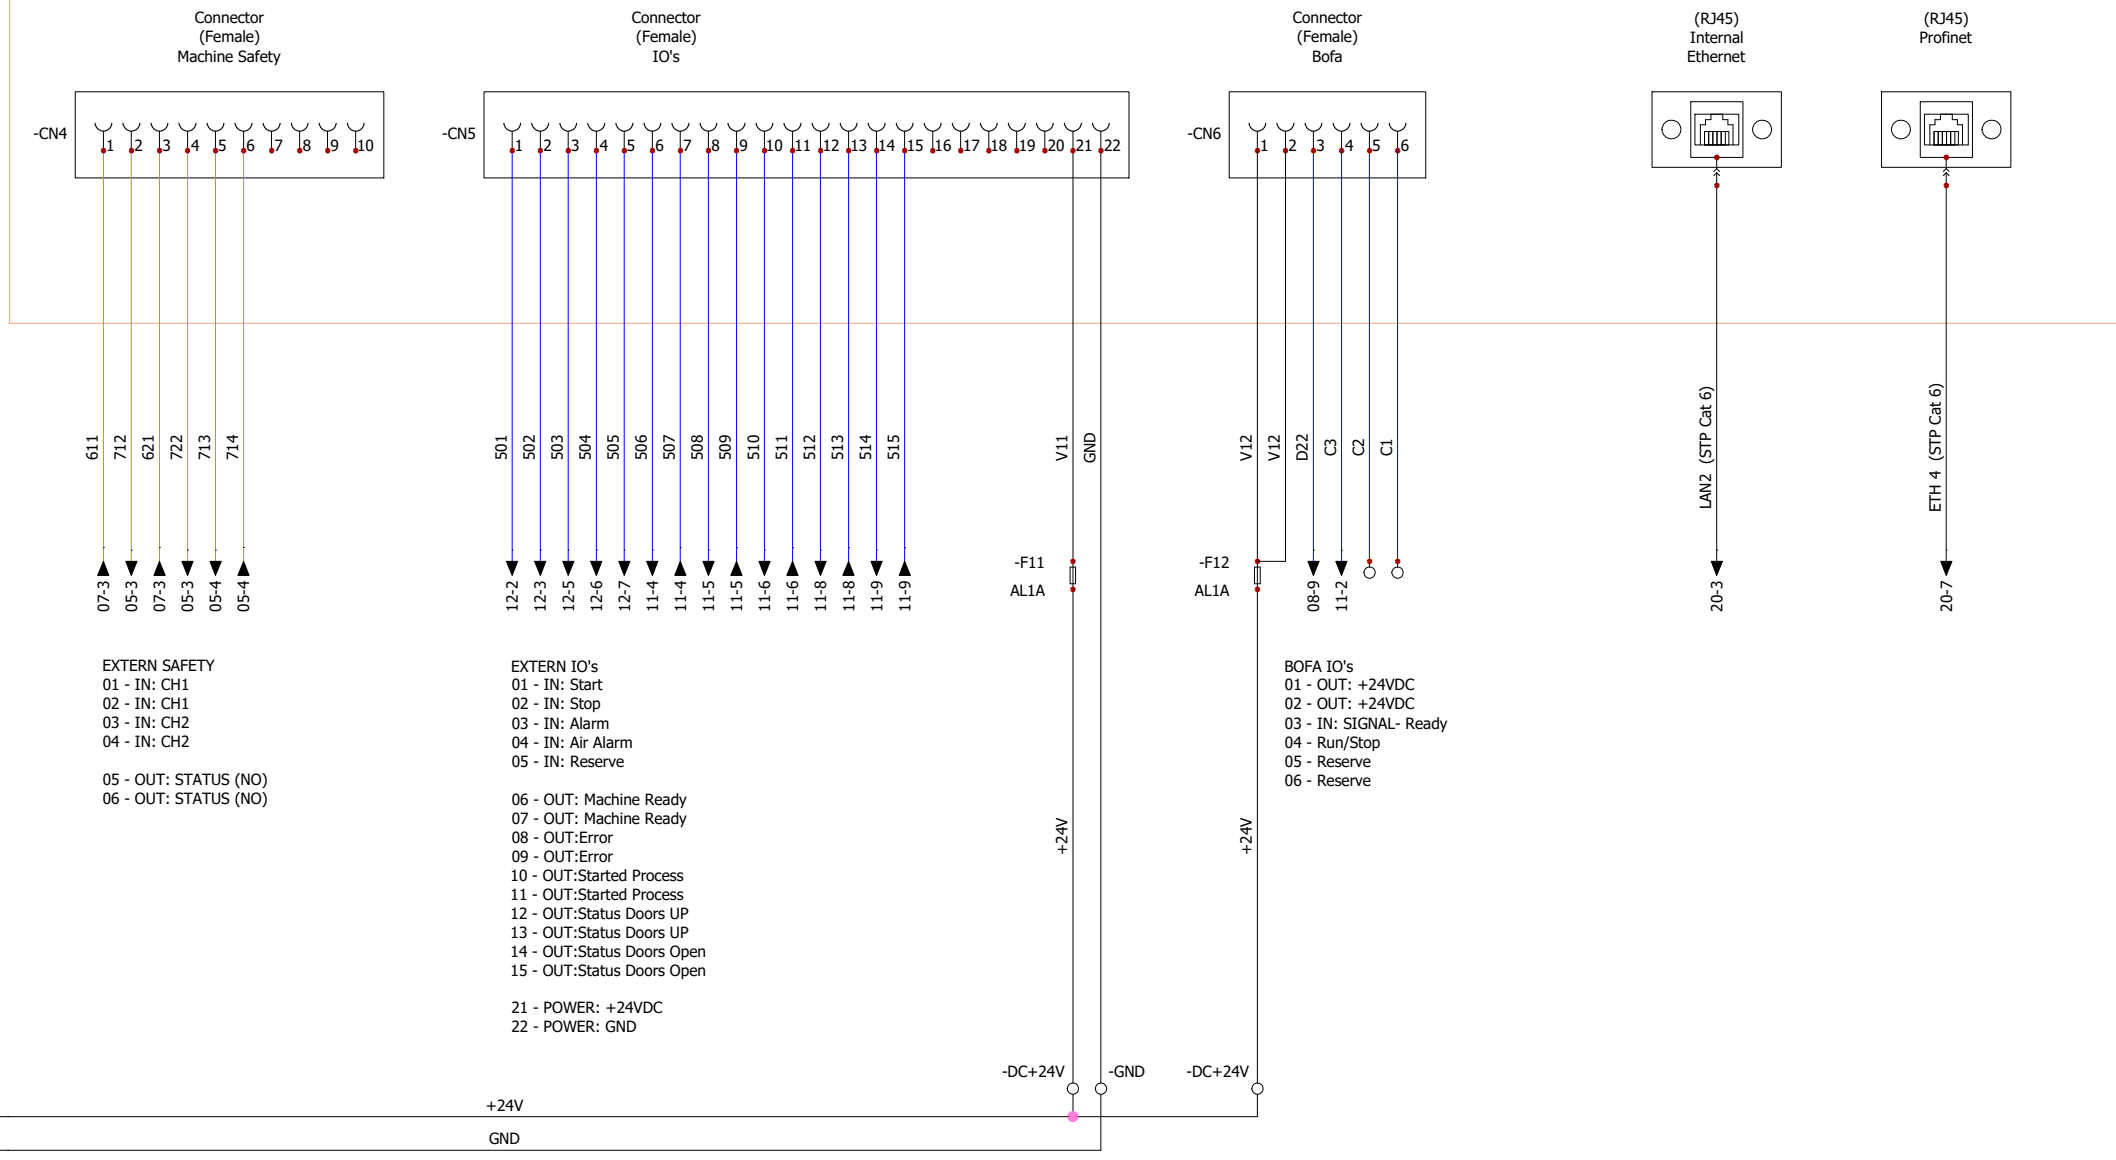 Connector
(Female)
Machine Safety
Connector
(Female)
IO's
Connector
(Female)
Bofa
(RJ45)
Internal
Ethernet
(RJ45)
Profinet
-CN4
1 2 3 4 5 6 7 8 9 10
-CN5
1 2 3 4 5 6 7 8 9 10 11 12 13 14 15 16 17 18 19 20 21 22
-CN6
1 2 3 4 5 6
611 712 621 722 713 714
501 502 503 504 505 506 507 508 509 510 511 512 513 514 515
V11 GND
V12 V12 D22 C3 C2 C1
LAN2 (STP Cat 6)
ETH 4 (STP Cat 6)
-F11
AL1A
-F12
AL1A
07-3 05-3 07-3 05-3 05-4 05-4
12-2 12-3 12-5 12-6 12-7 11-4 11-4 11-5 11-5 11-6 11-6 11-8 11-8 11-9 11-9
08-9 11-2
20-3
20-7
EXTERN SAFETY
01 - IN: CH1
02 - IN: CH1
03 - IN: CH2
04 - IN: CH2
05 - OUT: STATUS (NO)
06 - OUT: STATUS (NO)
EXTERN IO's
01 - IN: Start
02 - IN: Stop
03 - IN: Alarm
04 - IN: Air Alarm
05 - IN: Reserve
06 - OUT: Machine Ready
07 - OUT: Machine Ready
08 - OUT:Error
09 - OUT:Error
10 - OUT:Started Process
11 - OUT:Started Process
12 - OUT:Status Doors UP
13 - OUT:Status Doors UP
14 - OUT:Status Doors Open
15 - OUT:Status Doors Open
21 - POWER: +24VDC
22 - POWER: GND
BOFA IO's
01 - OUT: +24VDC
02 - OUT: +24VDC
03 - IN: SIGNAL- Ready
04 - Run/Stop
05 - Reserve
06 - Reserve
+24V
+24V
-DC+24V
-GND
-DC+24V
+24V
GND